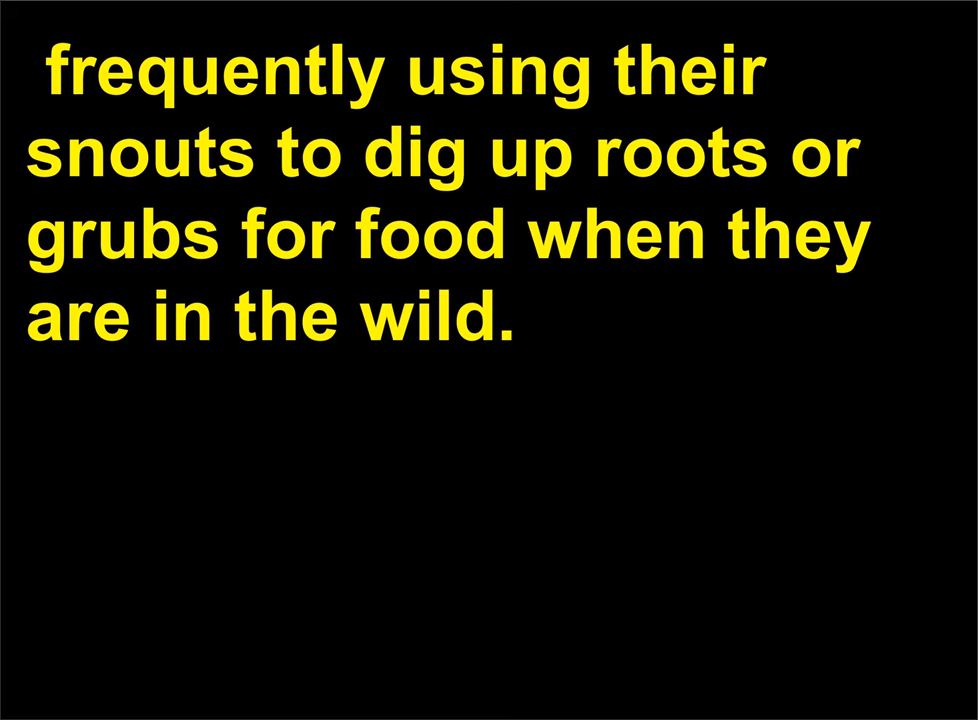 frequently using their
snouts to dig up roots or
grubs for food when they
are in the wild.